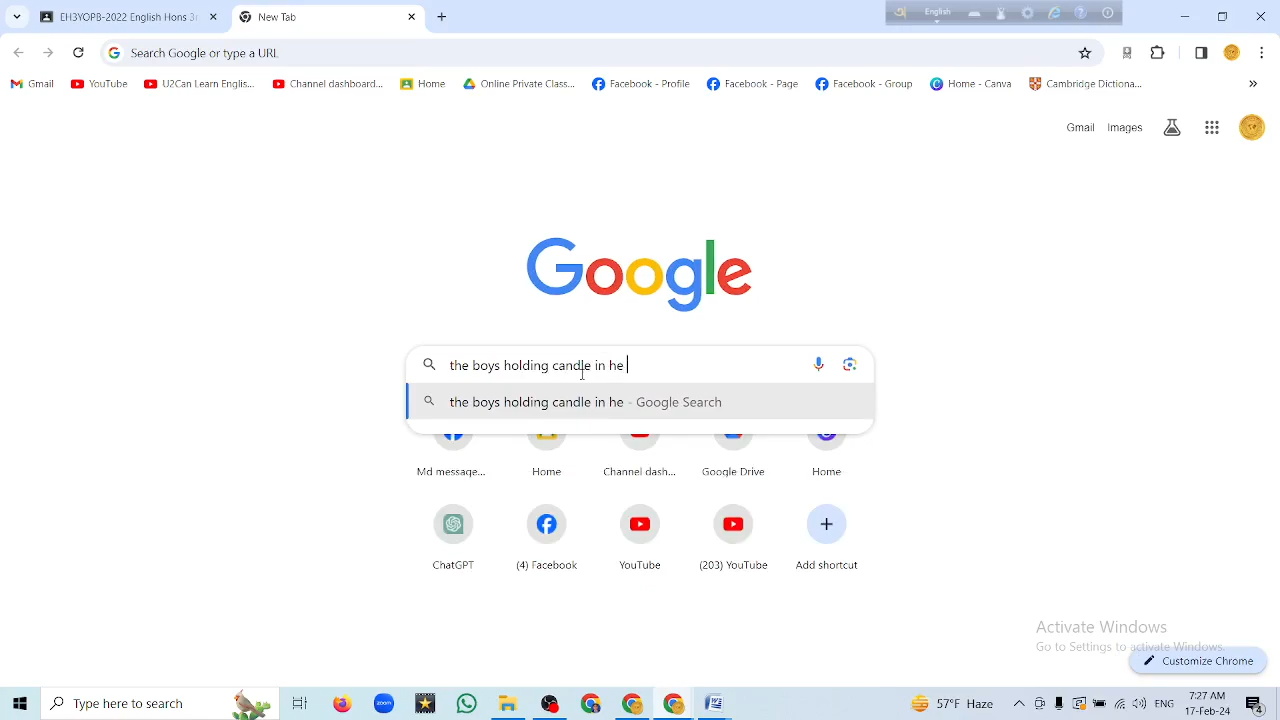 EH3YOPB-2027 English Hono
New Tab
English
Search Google or type a URL
Gmail
YouTube
U2Can Learn Englis...
Channel dashboard...
Home
Online Private Class...
Facebook - Profile
Facebook - Page
Facebook - Group
Home - Canva
Cambridge Dictiona...
Gmail
Images
Google
the boys holding candle in he
the boys holding candle in he - Google Search
Md message...
Home
Channel dash...
Google Drive
Home
ChatGPT
(4) Facebook
YouTube
(203) YouTube
Add shortcut
Activate Windows
Go to Settings to activate Windows.
Customize Chrome
Type here to search
zoom
57°F Haze
ENG
7:27 AM
17-Feb-24